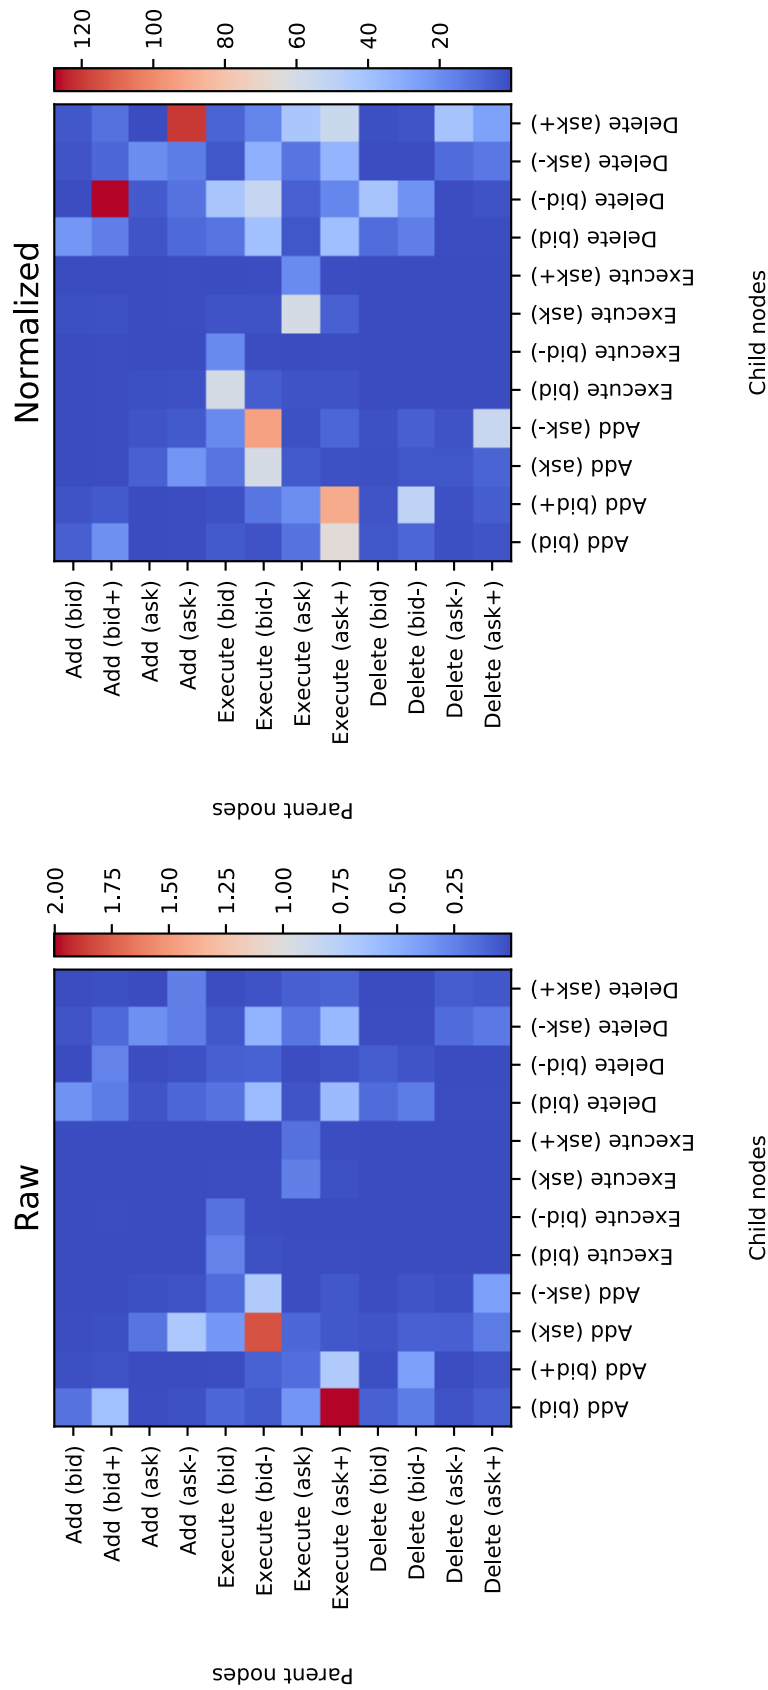 Raw
Parent nodes
Add (bid)
Add (bid+)
Add (ask)
Add (ask-)
Execute (bid)
Execute (bid-)
Execute (ask)
Execute (ask+)
Delete (bid)
Delete (bid-)
Delete (ask-)
Delete (ask+)
Add (bid)
Add (bid+)
Add (ask)
Add (ask-)
Execute (bid)
Execute (bid-)
Execute (ask)
Execute (ask+)
Delete (bid)
Delete (bid-)
Delete (ask-)
Delete (ask+)
Child nodes
2.00
1.75
1.50
1.25
1.00
0.75
0.50
0.25
Normalized
Parent nodes
Add (bid)
Add (bid+)
Add (ask)
Add (ask-)
Execute (bid)
Execute (bid-)
Execute (ask)
Execute (ask+)
Delete (bid)
Delete (bid-)
Delete (ask-)
Delete (ask+)
Add (bid)
Add (bid+)
Add (ask)
Add (ask-)
Execute (bid)
Execute (bid-)
Execute (ask)
Execute (ask+)
Delete (bid)
Delete (bid-)
Delete (ask-)
Delete (ask+)
Child nodes
120
100
80
60
40
20